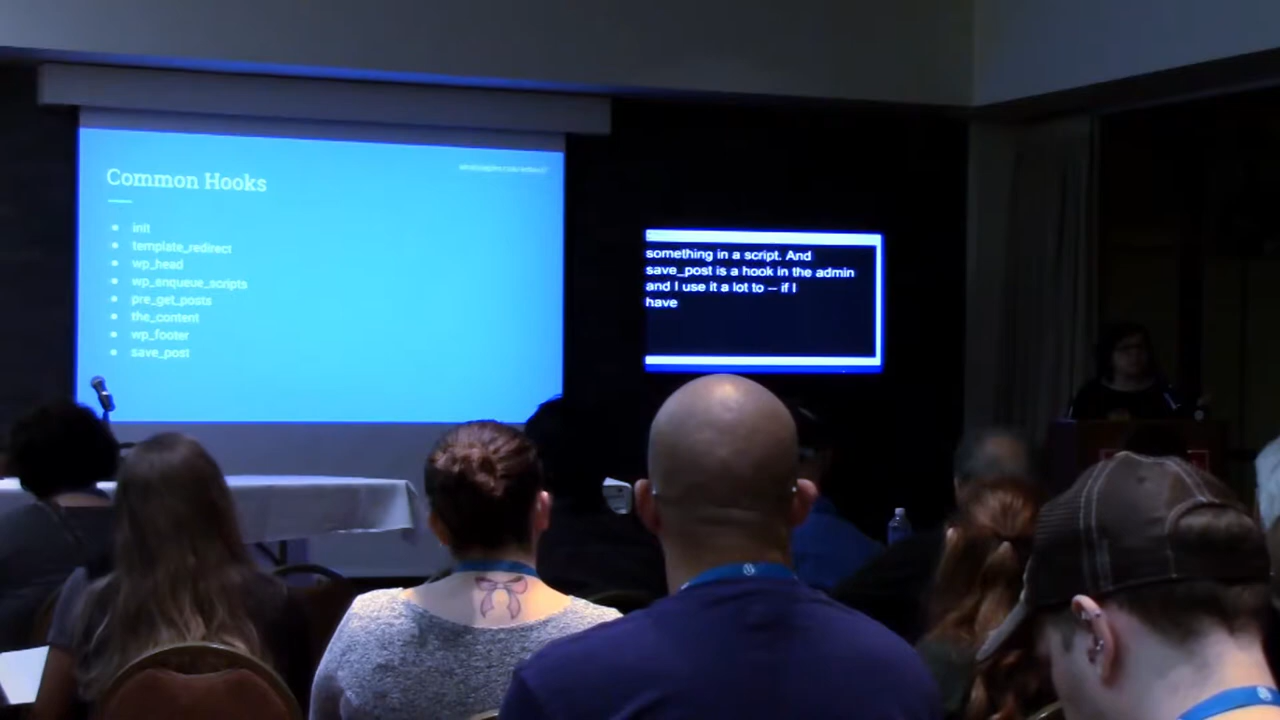 Common Hooks
init
template_redirect
wp_head
wp_enqueue_scripts
pre_get_posts
the_content
wp_footer
save_post
something in a script. And
save_post is a hook in the admin
and I use it a lot to -- if I
have